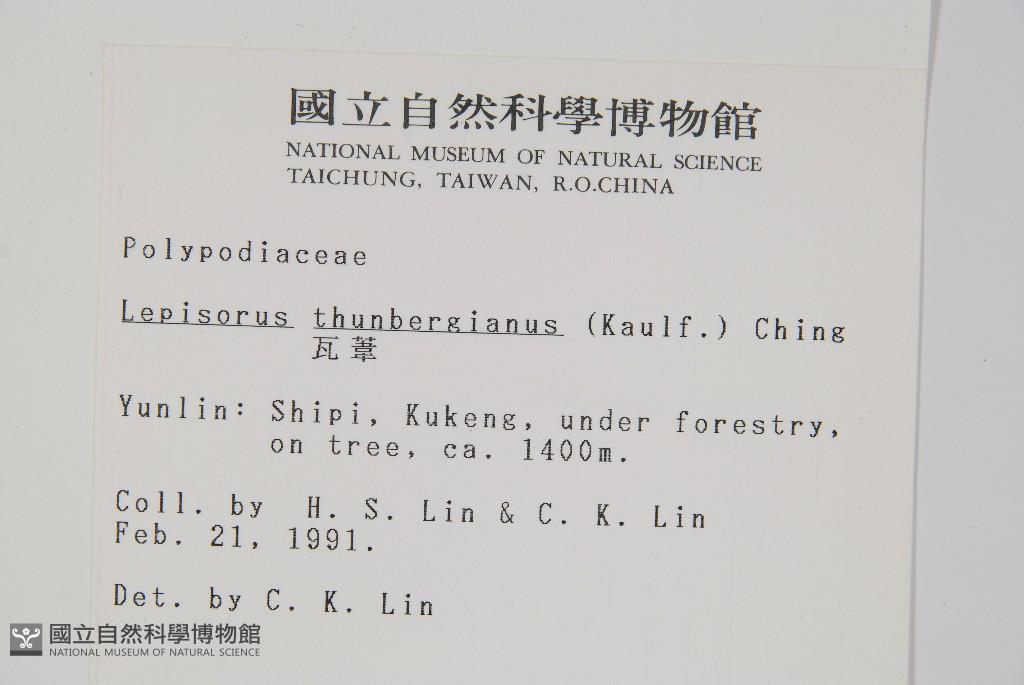 國立自然科學博物館
NATIONAL MUSEUM OF NATURAL SCIENCE
TAICHUNG, TAIWAN, R.O.CHINA
Polypodiaceae
Lepisorus thunbergianus (Kaulf.) Ching
瓦葦
Yunlin: Shipi, Kukeng, under forestry,
on tree, ca. 1400m.
Coll. by H. S. Lin & C. K. Lin
Feb. 21, 1991.
Det. by C. K. Lin
國立自然科學博物館
NATIONAL MUSEUM OF NATURAL SCIENCE